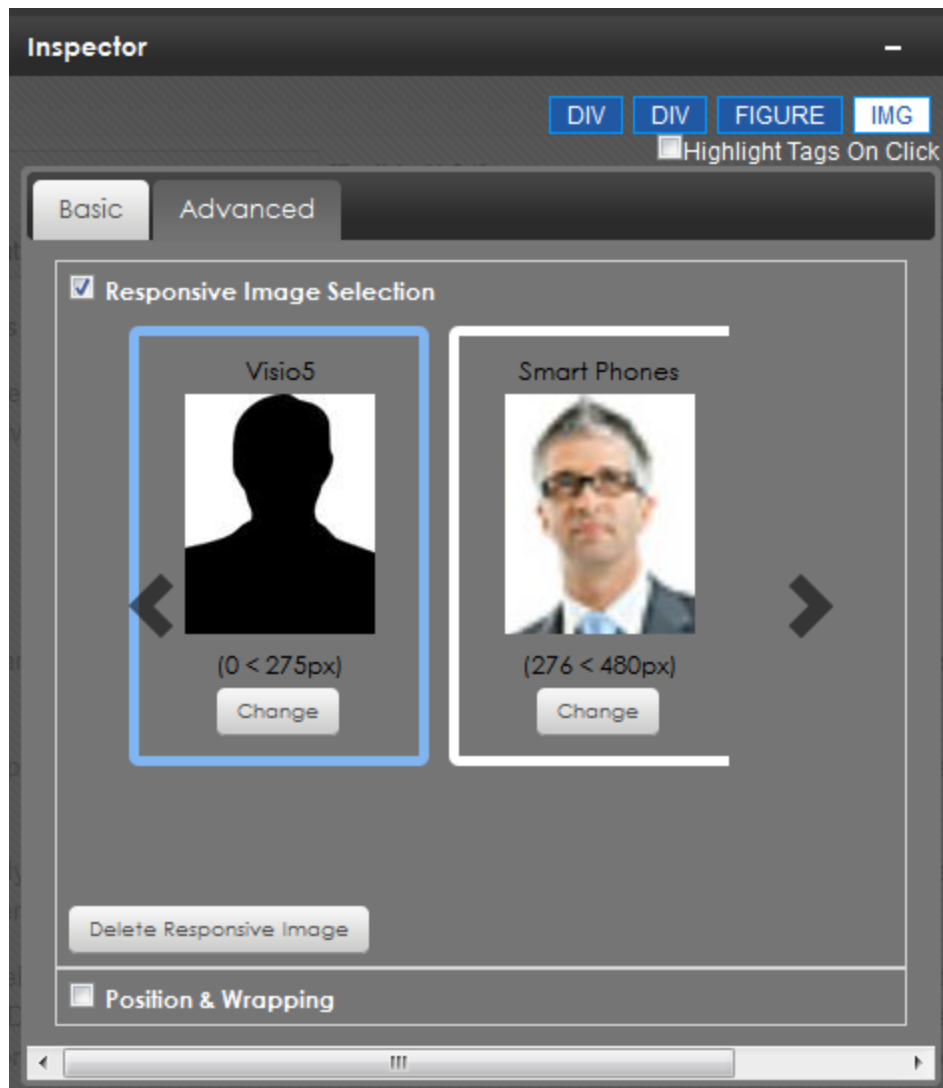 Inspector
DIV DIV FIGURE IMG
Highlight Tags On Click
Basic Advanced
Responsive Image Selection
Visio5 Smart Phones
(0 < 275px) (276 < 480px)
Change Change
Delete Responsive Image
Position & Wrapping